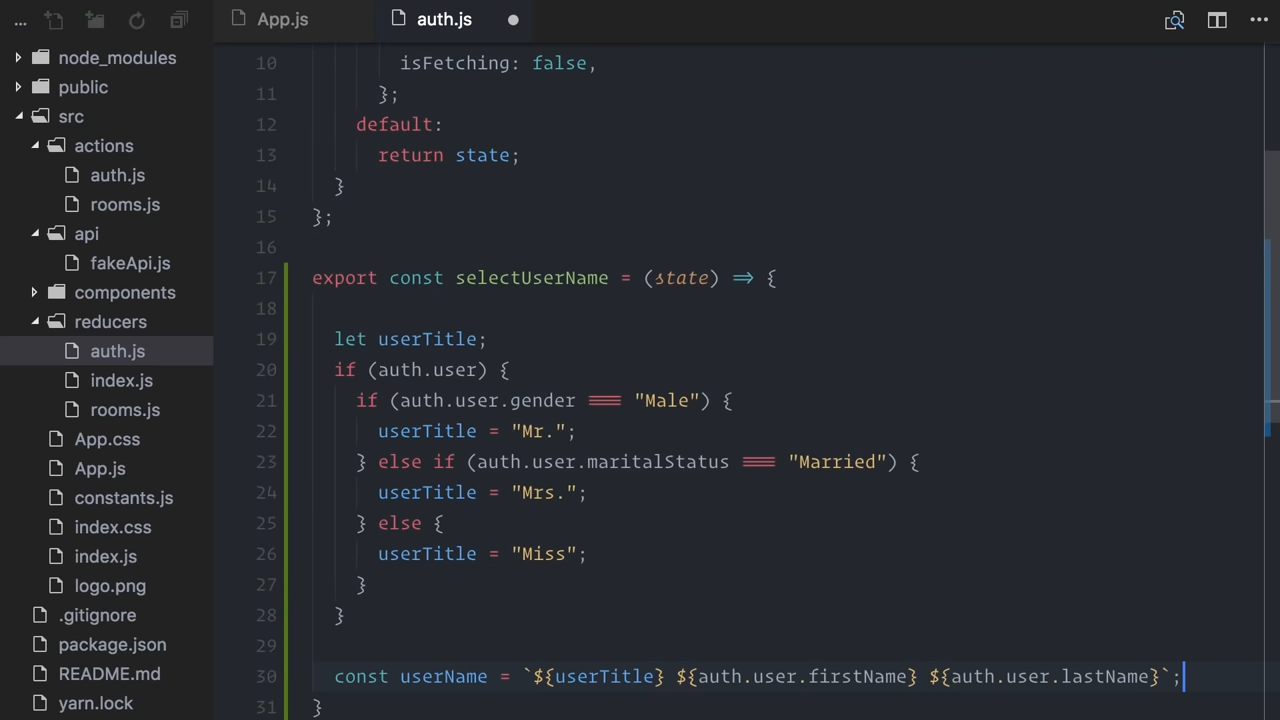 ...
App.js
auth.js
...
node_modules
public
src
actions
auth.js
rooms.js
api
fakeApi.js
components
reducers
auth.js
index.js
rooms.js
App.css
App.js
constants.js
index.css
index.js
logo.png
.gitignore
package.json
README.md
yarn.lock
10 isFetching: false,
11 };
12 default:
13 return state;
14 }
15 };
16
17 export const selectUserName = (state) => {
18
19 let userTitle;
20 if (auth.user) {
21 if (auth.user.gender === "Male") {
22 userTitle = "Mr.";
23 } else if (auth.user.maritalStatus === "Married") {
24 userTitle = "Mrs.";
25 } else {
26 userTitle = "Miss";
27 }
28 }
29
30 const userName = `${userTitle} ${auth.user.firstName} ${auth.user.lastName}`;
31 }